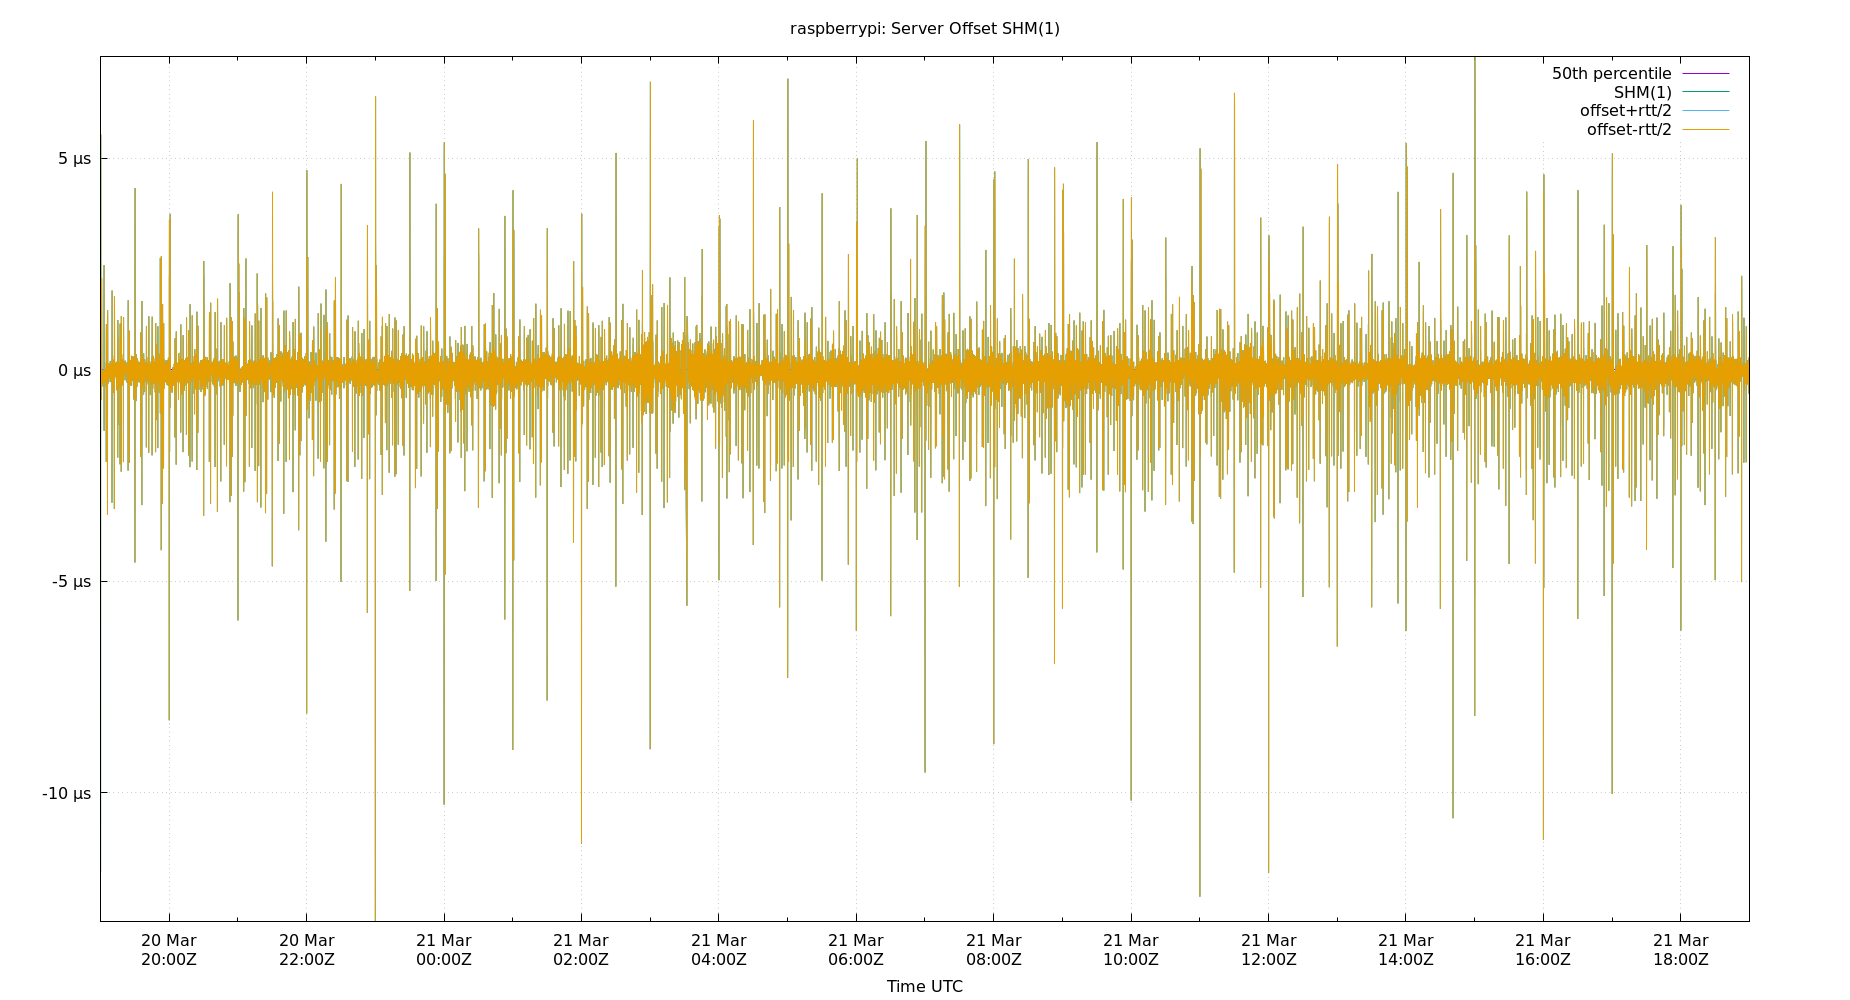 raspberrypi: Server Offset SHM(1)
50th percentile
SHM(1)
offset+rtt/2
offset-rtt/2
5 µs
0 µs
-5 µs
-10 µs
20 Mar 20 Mar 21 Mar 21 Mar 21 Mar 21 Mar 21 Mar 21 Mar 21 Mar 21 Mar 21 Mar 21 Mar
20:00Z 22:00Z 00:00Z 02:00Z 04:00Z 06:00Z 08:00Z 10:00Z 12:00Z 14:00Z 16:00Z 18:00Z
Time UTC